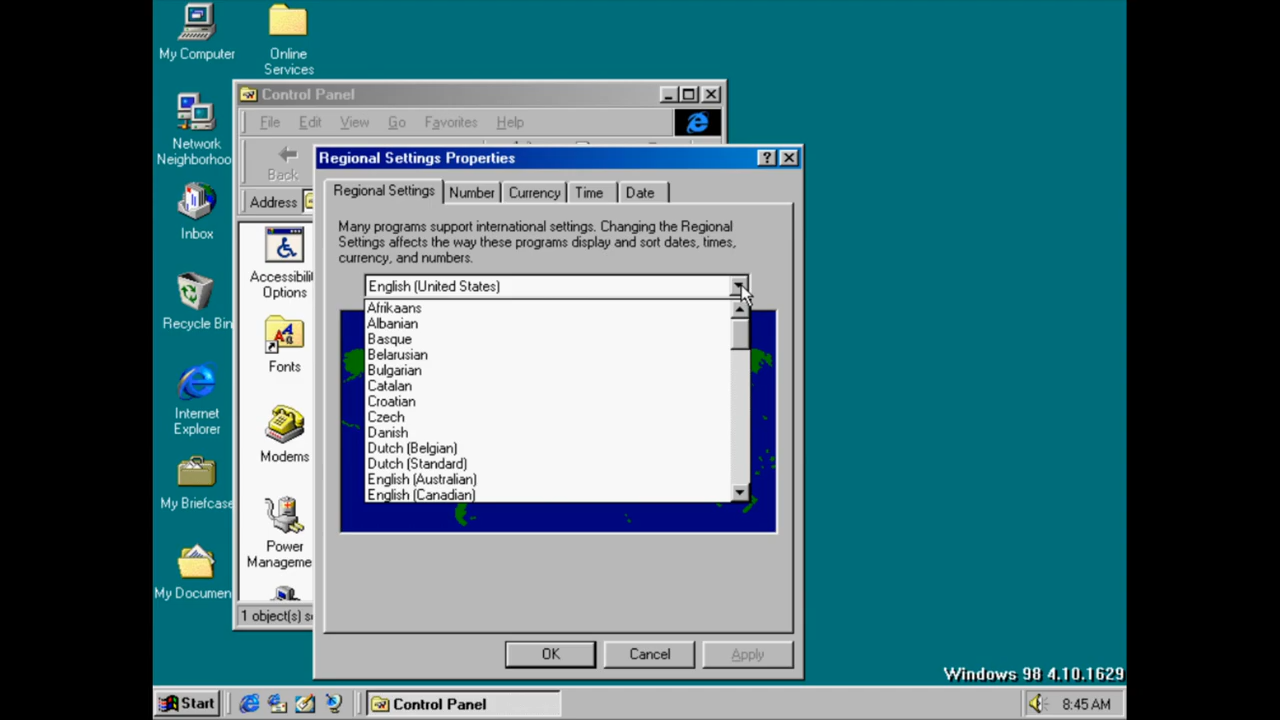 My Computer
Online
Services
Network
Neighborhoo
Inbox
Recycle Bin
Internet
Explorer
My Briefcase
My Documen
Control Panel
File Edit View Go Favorites Help
Back
Address
Accessibili
Options
Fonts
Modems
Power
Manageme
1 object(s) s
Regional Settings Properties
Regional Settings Number Currency Time Date
Many programs support international settings. Changing the Regional
Settings affects the way these programs display and sort dates, times,
currency, and numbers.
English (United States)
Afrikaans
Albanian
Basque
Belarusian
Bulgarian
Catalan
Croatian
Czech
Danish
Dutch (Belgian)
Dutch (Standard)
English (Australian)
English (Canadian)
OK Cancel Apply
Windows 98 4.10.1629
Start Control Panel 8:45 AM